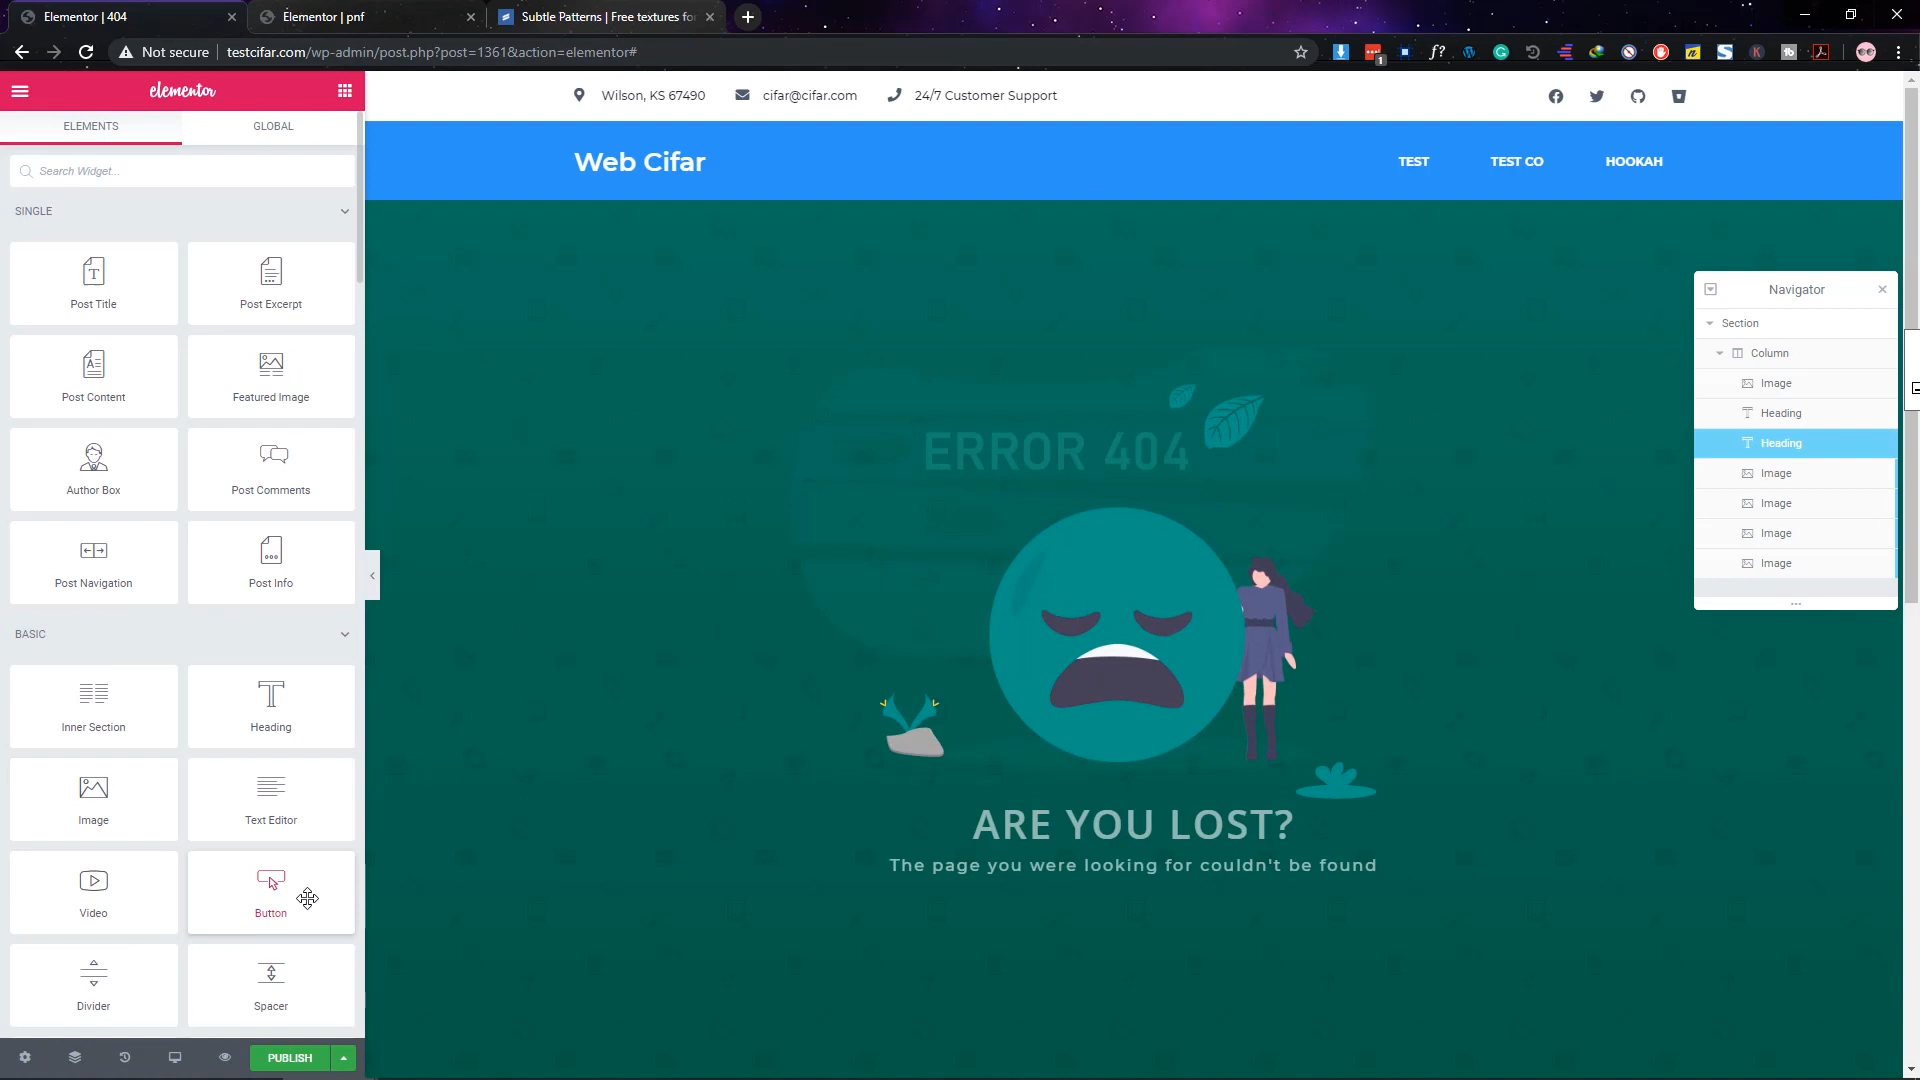 Elementor | 404
Elementor | pnf
Subtle Patterns | Free textures for
Not secure
testcifar.com/wp-admin/post.php?post=1361&action=elementor#
elementor
ELEMENTS
GLOBAL
Search Widget...
SINGLE
Post Title
Post Excerpt
Post Content
Featured Image
Author Box
Post Comments
Post Navigation
Post Info
BASIC
Inner Section
Heading
Image
Text Editor
Video
Button
Divider
Spacer
PUBLISH
Wilson, KS 67490
cifar@cifar.com
24/7 Customer Support
Web Cifar
TEST
TEST CO
HOOKAH
ERROR 404
ARE YOU LOST?
The page you were looking for couldn't be found
Navigator
Section
Column
Image
Heading
Heading
Image
Image
Image
Image